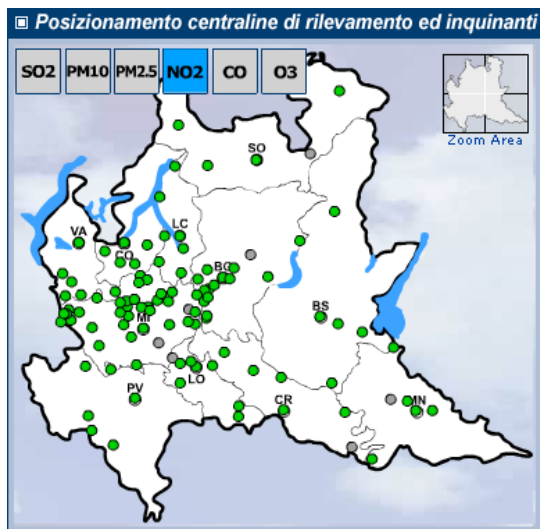 Posizionamento centraline di rilevamento ed inquinanti
SO2 PM10 PM2.5 NO2 CO O3
Zoom Area
SO
LC
VA
CO
BG
MI
BS
LO
PV
CR
MN